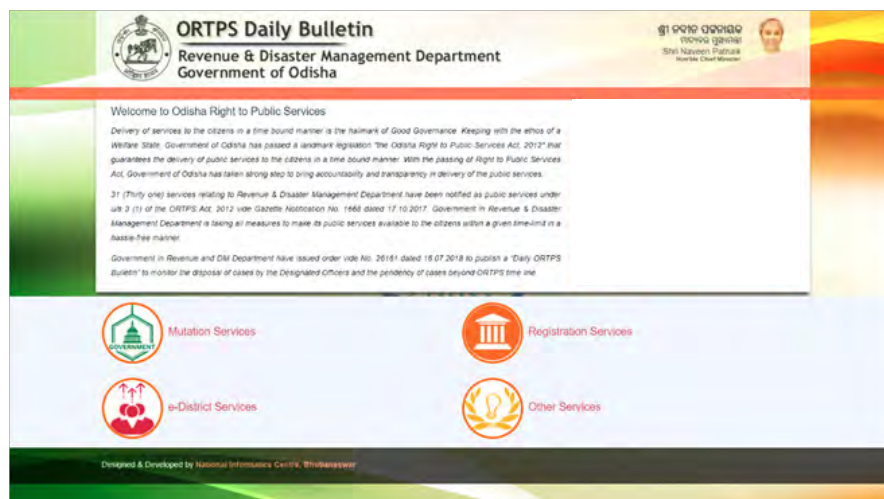 ORTPS Daily Bulletin
Revenue & Disaster Management Department
Government of Odisha
ଶ୍ରୀ ନବୀନ ପଟ୍ଟନାୟକ
ମାନ୍ୟବର ମୁଖ୍ୟମନ୍ତ୍ରୀ
Shri Naveen Patnaik
Hon'ble Chief Minister
Welcome to Odisha Right to Public Services
Delivery of services to the citizens in a time bound manner is the hallmark of Good Governance. Keeping with the ethos of a
Welfare State, Government of Odisha has passed a landmark legislation "the Odisha Right to Public Services Act, 2012" that
guarantees the delivery of public services to the citizens in a time bound manner. With the passing of Right to Public Services
Act, Government of Odisha has taken strong step to bring accountability and transparency in delivery of the public services.
31 (Thirty one) services relating to Revenue & Disaster Management Department have been notified as public services under
u/s 3 (1) of the ORTPS Act, 2012 vide Gazette Notification No. 1668 dated 17.10.2017. Government in Revenue & Disaster
Management Department is taking all measures to make its public services available to the citizens within a given time-limit in a
hassle-free manner.
Government in Revenue and DM Department have issued order vide No. 26161 dated 16.07.2018 to publish a "Daily ORTPS
Bulletin" to monitor the disposal of cases by the Designated Officers and the pendency of cases beyond ORTPS time line
GOVERNMENT
Mutation Services
Registration Services
e-District Services
Other Services
Designed & Developed by National Informatics Centre, Bhubaneswar